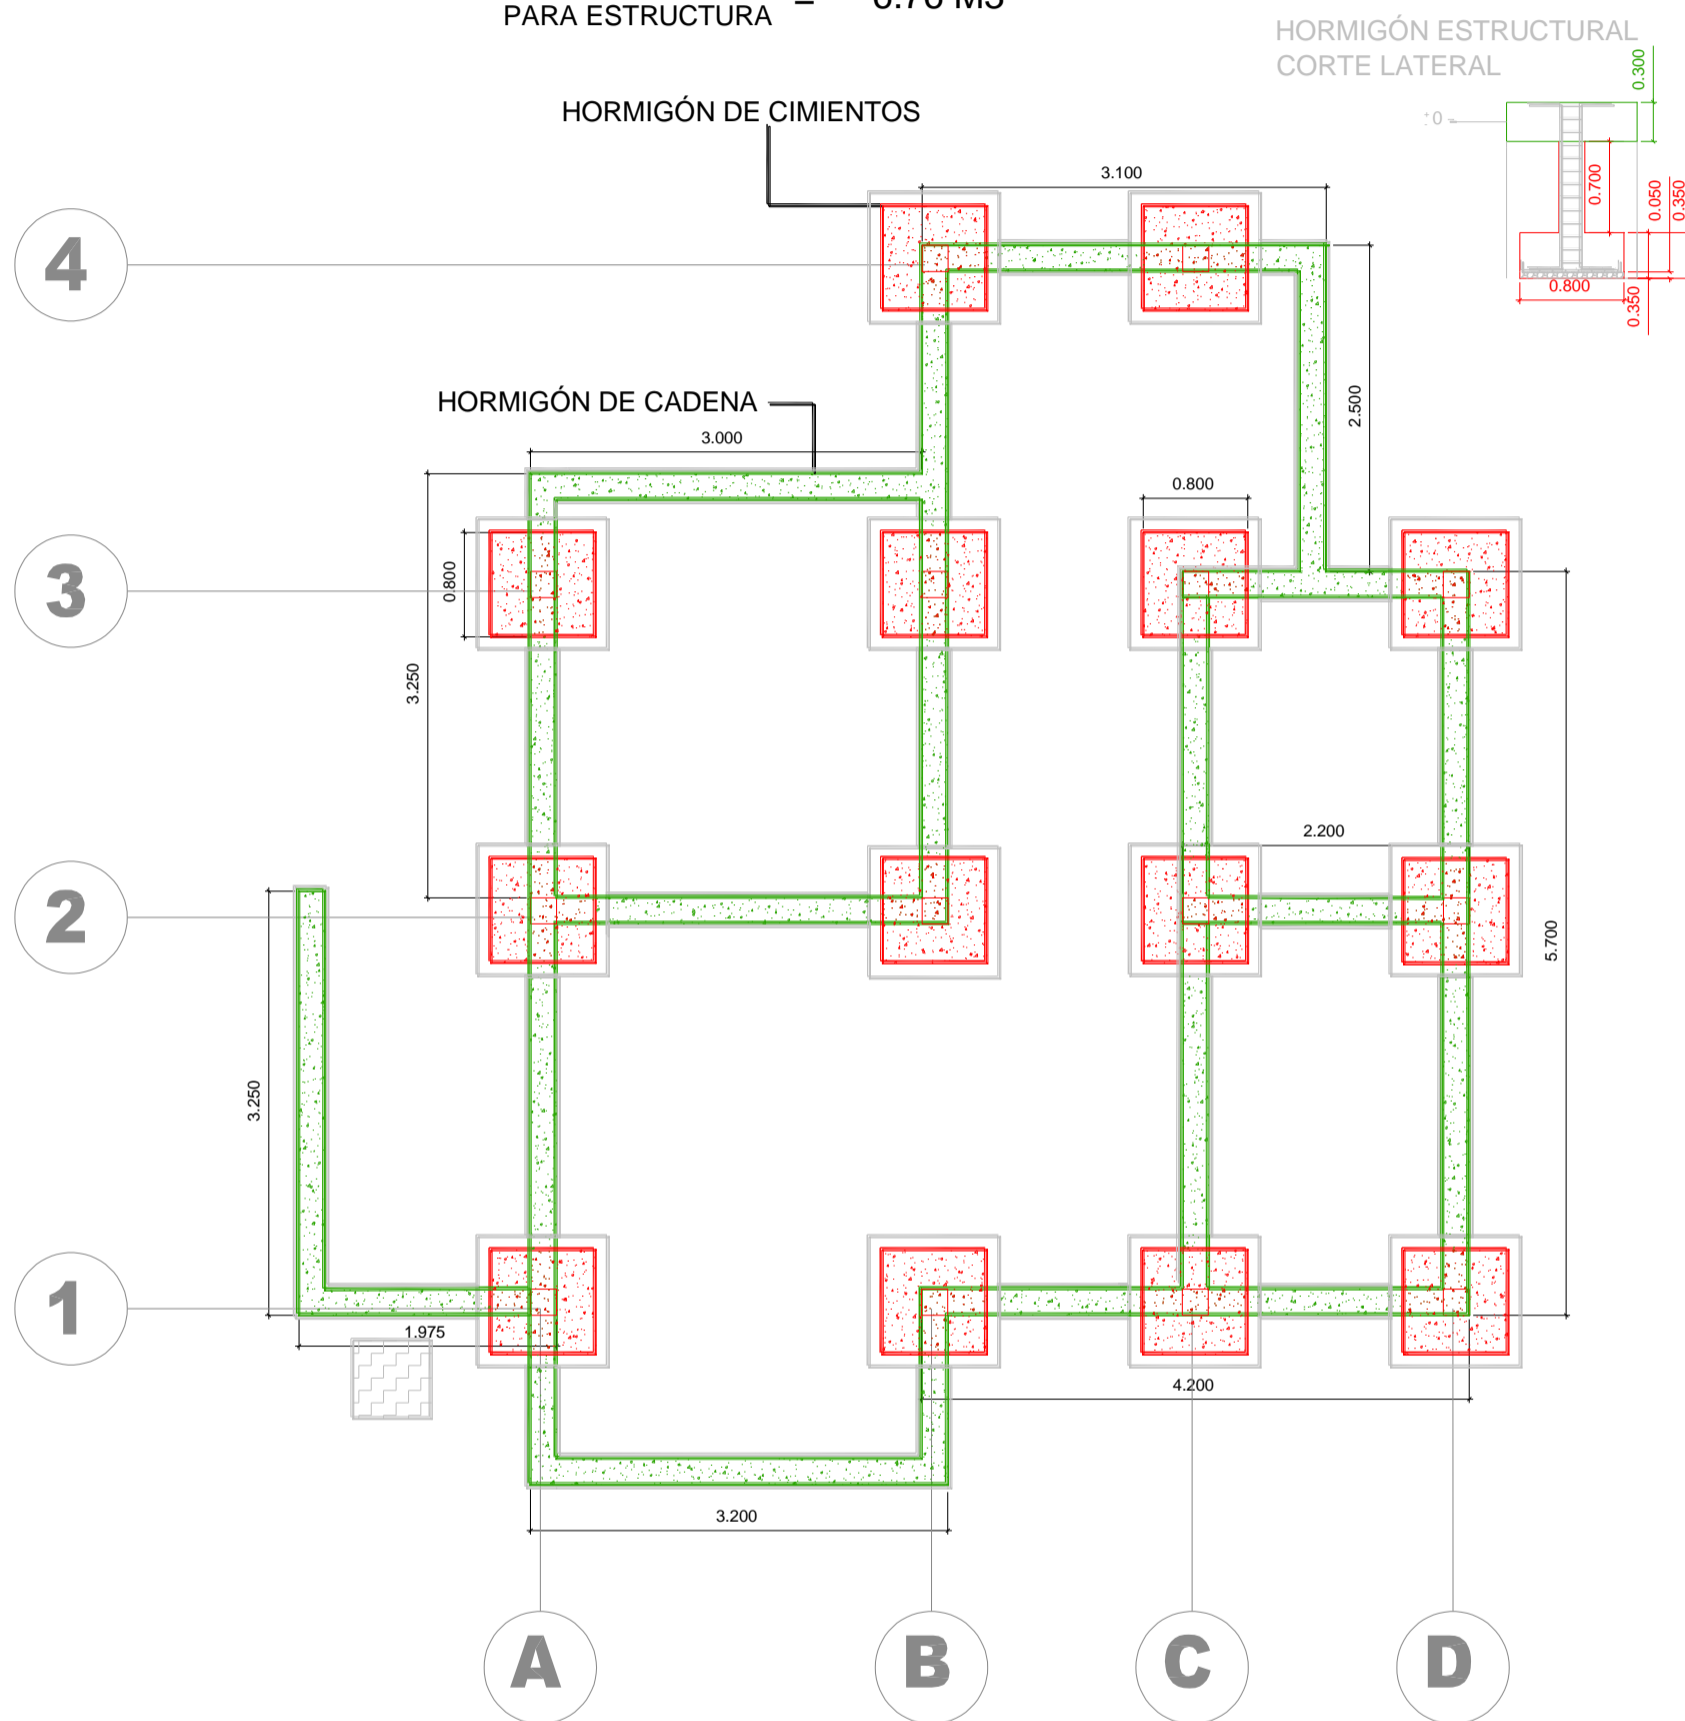 PARA ESTRUCTURA =
HORMIGÓN ESTRUCTURAL
CORTE LATERAL
0.300
HORMIGÓN DE CIMIENTOS
0.700
0.050
0.350
0.800
0.350
3.100
4
HORMIGÓN DE CADENA
2.500
3.000
0.800
3
0.800
3.250
2.200
2
5.700
3.250
1
1.975
4.200
3.200
A
B
C
D